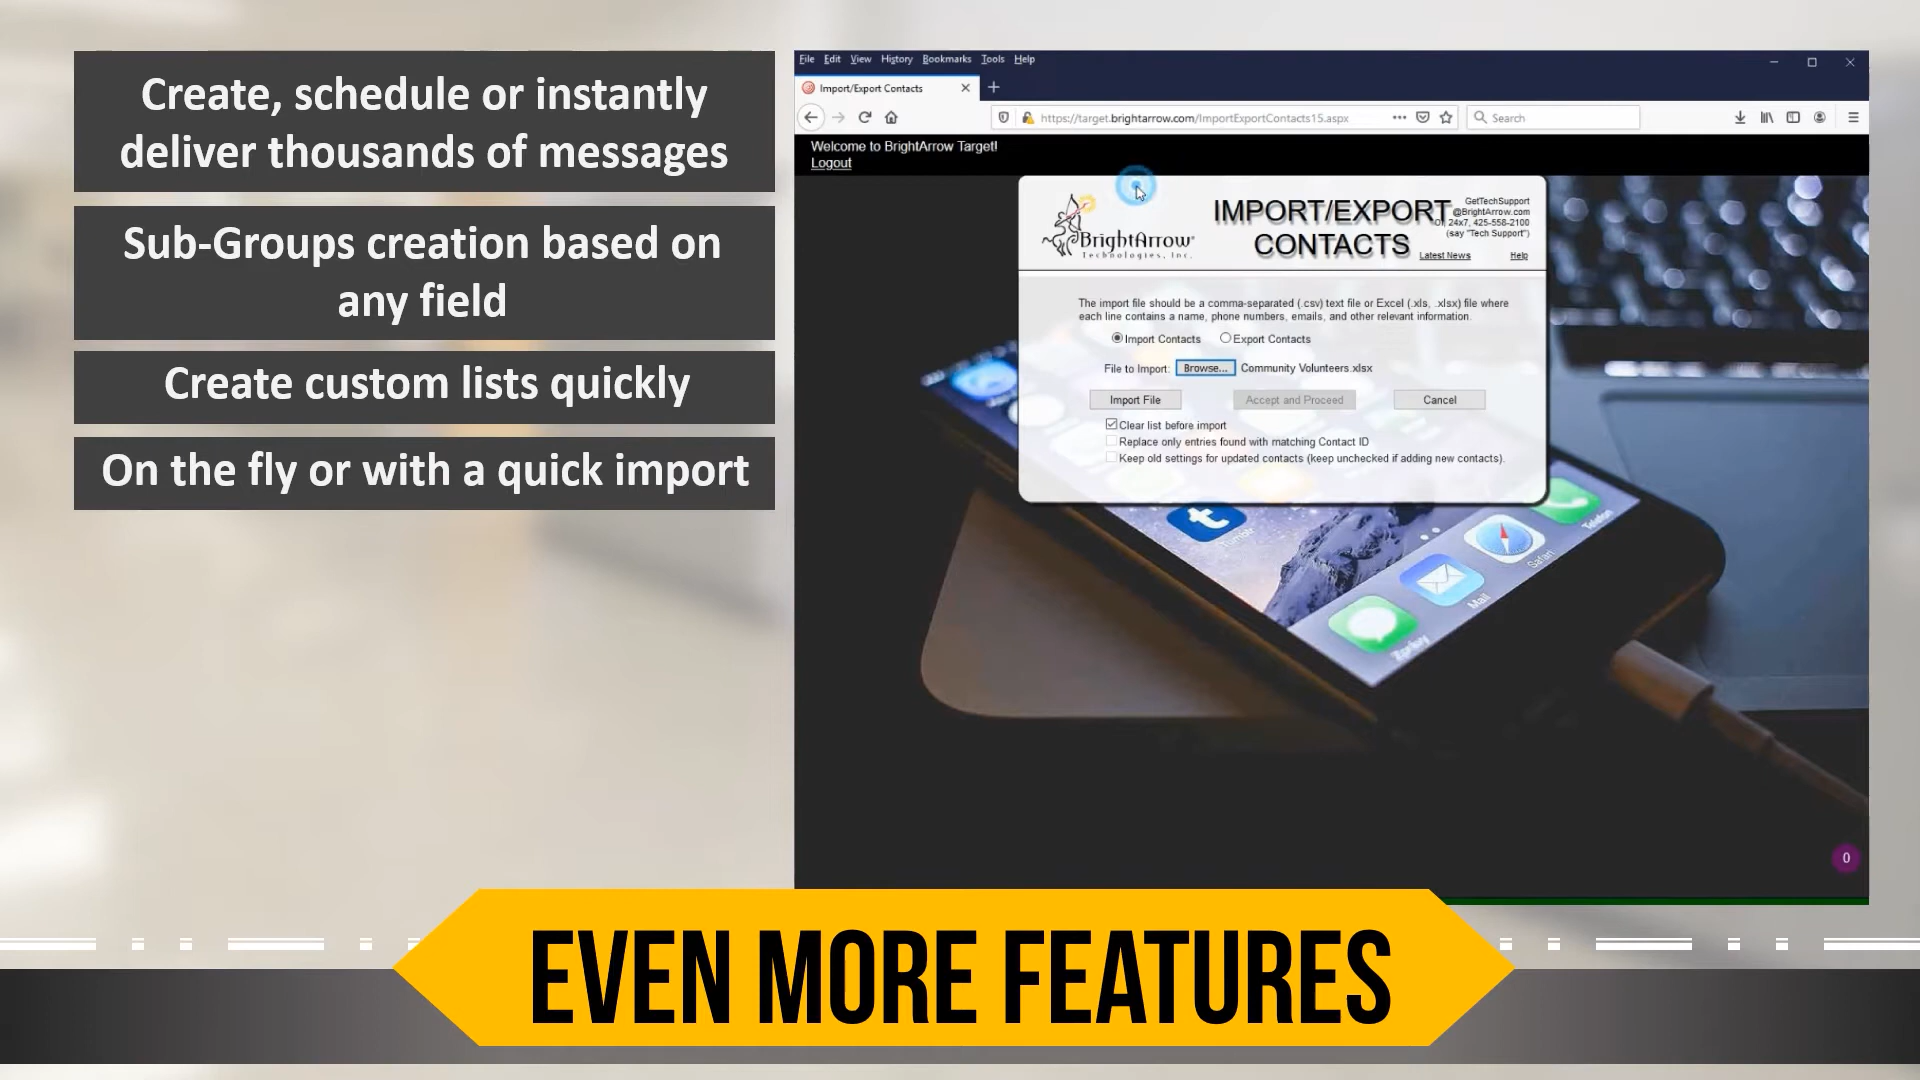 Create, schedule or instantly
deliver thousands of messages
Sub-Groups creation based on
any field
Create custom lists quickly
On the fly or with a quick import
File Edit View History Bookmarks Tools Help
Import/Export Contacts
https://target.brightarrow.com/ImportExportContacts15.aspx
Search
Welcome to BrightArrow Target!
Logout
BrightArrow®
Technologies, Inc.
IMPORT/EXPORT
CONTACTS
GetTechSupport
@BrightArrow.com
Or, 24x7, 425-558-2100
(say "Tech Support")
Latest News Help
The import file should be a comma-separated (.csv) text file or Excel (.xls, .xlsx) file where
each line contains a name, phone numbers, emails, and other relevant information.
Import Contacts Export Contacts
File to Import: Browse... Community Volunteers.xlsx
Import File Accept and Proceed Cancel
Clear list before import
Replace only entries found with matching Contact ID
Keep old settings for updated contacts (keep unchecked if adding new contacts).
Telefon
Safari
Mail
0
EVEN MORE FEATURES